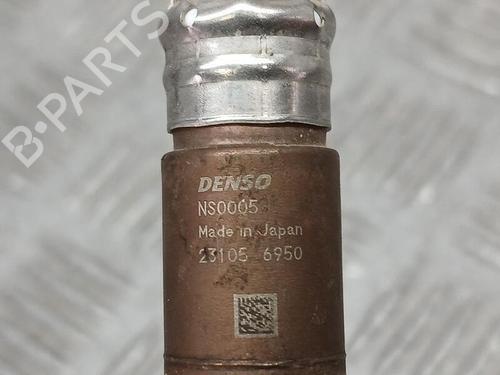 B-PARTS
DENSO
NS0005
Made in Japan
23105 6950